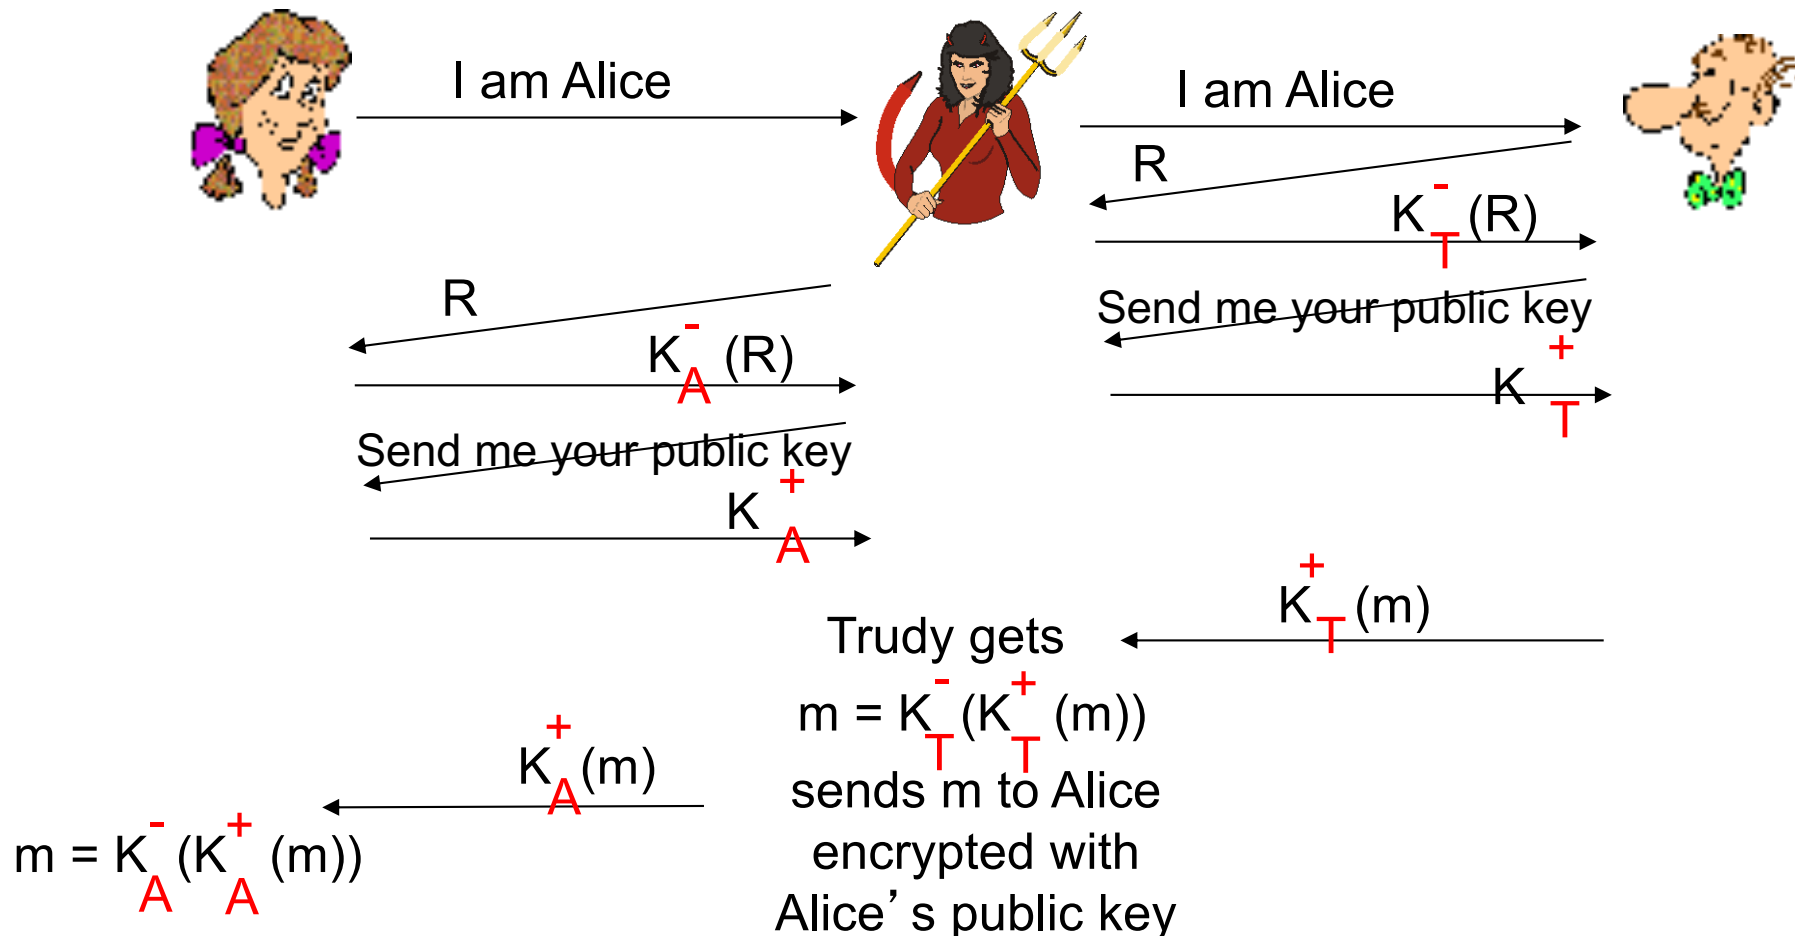 I am Alice
I am Alice
R
K⁻T (R)
R
Send me your public key
K⁻A (R)
K⁺T
Send me your public key
K⁺A
K⁺T (m)
Trudy gets
m = K⁻T (K⁺T (m))
sends m to Alice
encrypted with
Alice’s public key
K⁺A (m)
m = K⁻A (K⁺A (m))